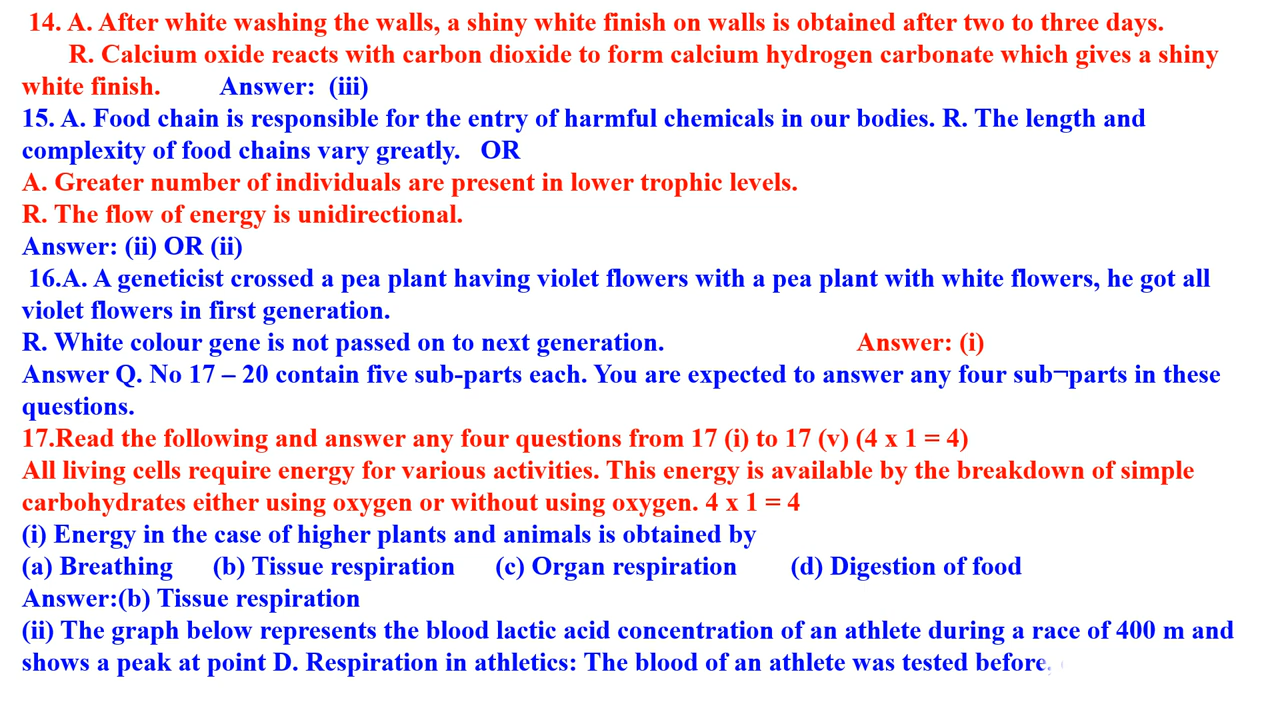 14. A. After white washing the walls, a shiny white finish on walls is obtained after two to three days.
R. Calcium oxide reacts with carbon dioxide to form calcium hydrogen carbonate which gives a shiny
white finish. Answer: (iii)
15. A. Food chain is responsible for the entry of harmful chemicals in our bodies. R. The length and
complexity of food chains vary greatly. OR
A. Greater number of individuals are present in lower trophic levels.
R. The flow of energy is unidirectional.
Answer: (ii) OR (ii)
16.A. A geneticist crossed a pea plant having violet flowers with a pea plant with white flowers, he got all
violet flowers in first generation.
R. White colour gene is not passed on to next generation. Answer: (i)
Answer Q. No 17 – 20 contain five sub-parts each. You are expected to answer any four sub¬parts in these
questions.
17.Read the following and answer any four questions from 17 (i) to 17 (v) (4 x 1 = 4)
All living cells require energy for various activities. This energy is available by the breakdown of simple
carbohydrates either using oxygen or without using oxygen. 4 x 1 = 4
(i) Energy in the case of higher plants and animals is obtained by
(a) Breathing (b) Tissue respiration (c) Organ respiration (d) Digestion of food
Answer:(b) Tissue respiration
(ii) The graph below represents the blood lactic acid concentration of an athlete during a race of 400 m and
shows a peak at point D. Respiration in athletics: The blood of an athlete was tested before,